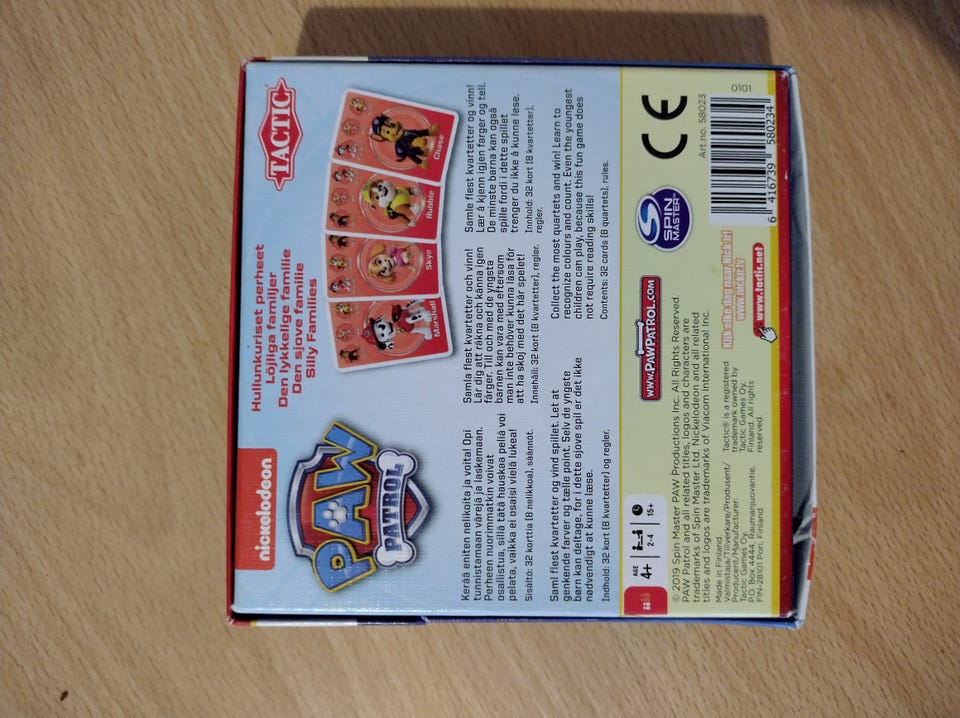 nickelodeon
PAW
PATROL
Hullunkuriset perheet
Löjliga familjer
Den lykkelige familie
Den sjove familie
Silly Families
TACTIC
Marshall
Skye
Rubble
Chase
Kerää eniten nelikoita ja voita! Opi
tunnistamaan värejä ja laskemaan.
Perheen nuorimmatkin voivat
osallistua, sillä tätä hauskaa peliä voi
pelata, vaikka ei osaisi vielä lukea!
Sisältö: 32 korttia (8 nelikkoa), säännöt.
Samla flest kvartetter och vinn!
Lär dig att räkna och känna igen
färger. Till och med de yngsta
barnen kan vara med eftersom
man inte behöver kunna läsa för
att ha skoj med det här spelet!
Innehåll: 32 kort (8 kvartetter), regler.
Samle flest kvartetter og vinn!
Lær å kjenn igjen farger og tell.
De minste barna kan også
spille fordi i dette spillet
trenger du ikke å kunne lese.
Innhold: 32 kort (8 kvartetter),
regler.
Saml flest kvartetter og vind spillet. Let at
genkende farver og tælle point. Selv de yngste
børn kan deltage, for i dette sjove spil er det ikke
nødvendigt at kunne læse.
Indhold: 32 kort (8 kvartetter) og regler.
Collect the most quartets and win! Learn to
recognize colours and count. Even the youngest
children can play, because this fun game does
not require reading skills!
Contents: 32 cards (8 quartets), rules.
AGE
4+
2-4
15+
www.PAWPATROL.COM
SPIN
MASTER
CE
© 2019 Spin Master PAW Productions Inc. All Rights Reserved.
PAW Patrol and all related titles, logos and characters are
trademarks of Spin Master Ltd. Nickelodeon and all related
titles and logos are trademarks of Viacom International Inc.
Made in Finland.
Valmistaja/Tillverkare/Produsent/
Producent/Manufacturer:
Tactic Games Oy,
P.O. Box 4444, Raumanjuovantie,
FIN-28101 Pori, Finland
Tactic® is a registered
trademark owned by
Tactic Games Oy,
Finland. All rights
reserved.
Kijk elke dag naar Nick Jr!
www.nickjr.tv
www.tactic.net
Art.no. 58023
0101
6 416739 580234